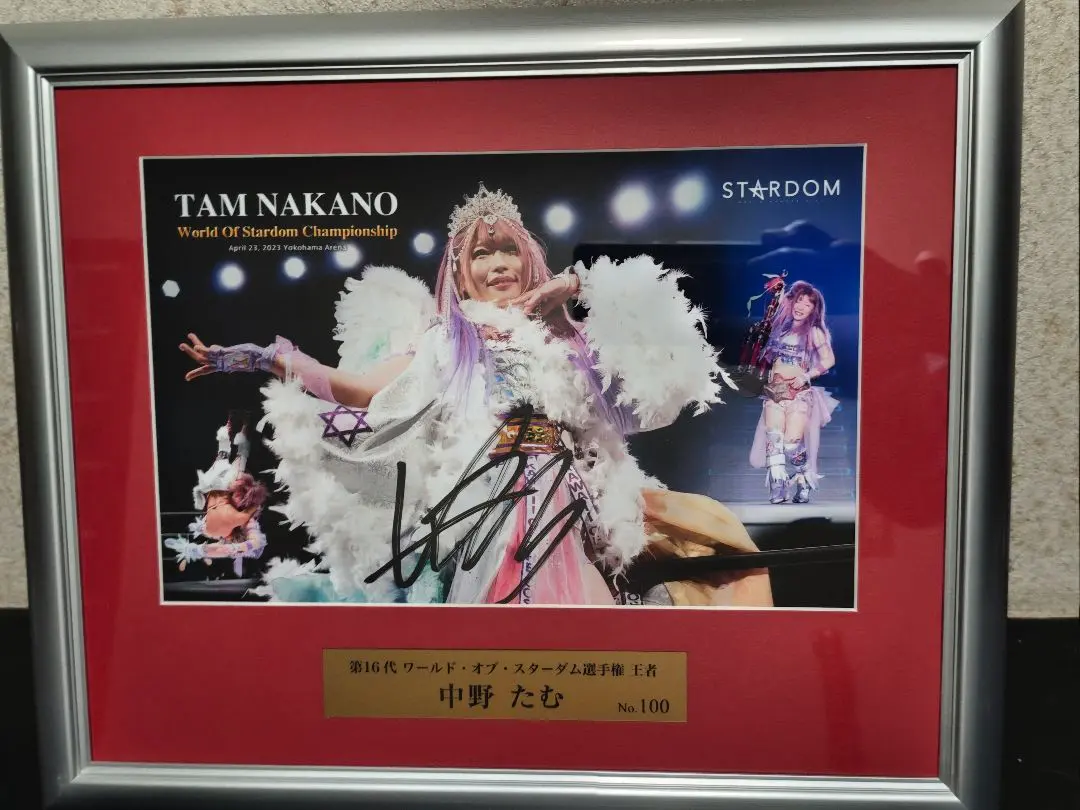 TAM NAKANO
World Of Stardom Championship
April 23, 2023 Yokohama Arena
STARDOM
第16代 ワールド・オブ・スターダム選手権 王者
中野 たむ
No.100